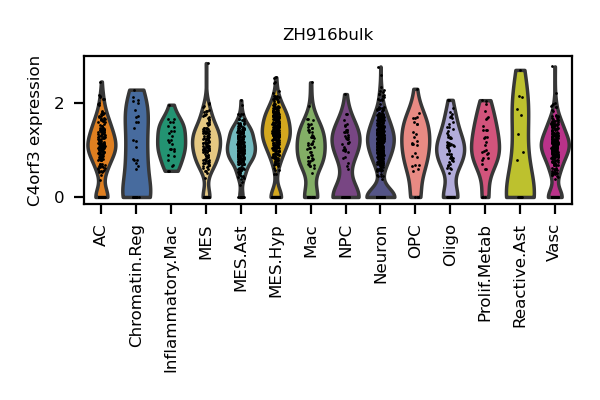 ZH916bulk
C4orf3 expression
2
0
AC
Chromatin.Reg
Inflammatory.Mac
MES
MES.Ast
MES.Hyp
Mac
NPC
Neuron
OPC
Oligo
Prolif.Metab
Reactive.Ast
Vasc